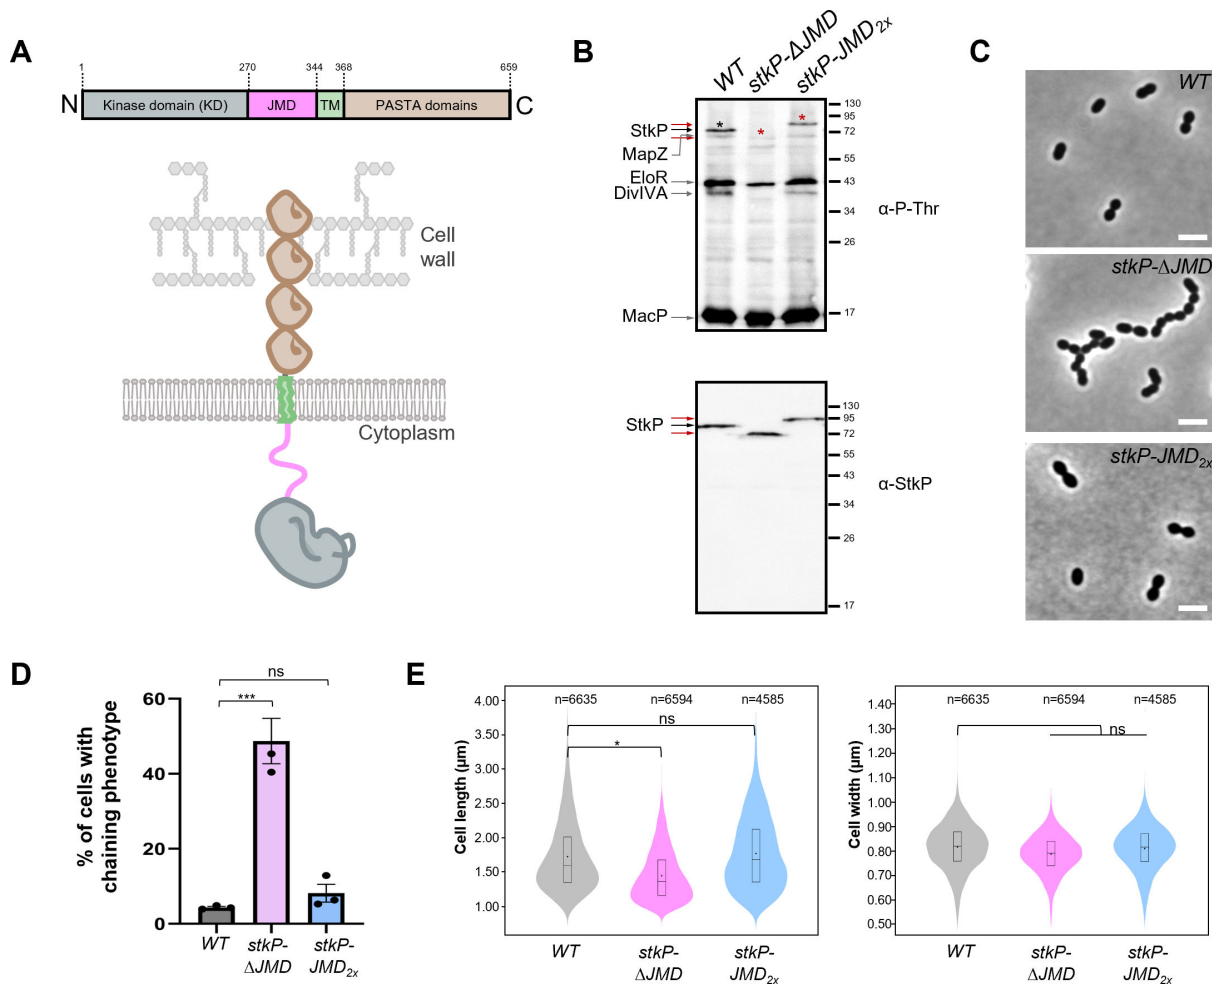 A
1 270 344 368 659
N Kinase domain (KD) JMD TM PASTA domains C
Cell
wall
Cytoplasm
B
WT stkP-ΔJMD stkP-JMD2x
StkP
MapZ
EloR
DivIVA
MacP
* * *
130
95
72
55
43
34
26
17
α-P-Thr
StkP
130
95
72
55
43
34
26
17
α-StkP
C
WT
stkP-ΔJMD
stkP-JMD2x
D
% of cells with
chaining phenotype
60
40
20
0
ns
***
WT stkP- stkP-
ΔJMD JMD2x
E
Cell length (µm)
4.00
3.50
3.00
2.50
2.00
1.50
1.00
n=6635 n=6594 n=4585
ns
*
WT stkP- stkP-
ΔJMD JMD2x
Cell width (µm)
1.40
1.30
1.20
1.10
1.00
0.90
0.80
0.70
0.60
0.50
n=6635 n=6594 n=4585
ns
WT stkP- stkP-
ΔJMD JMD2x